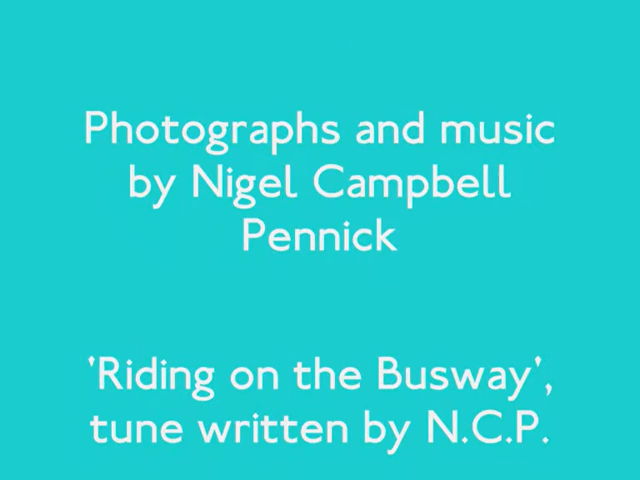 Photographs and music
by Nigel Campbell
Pennick
'Riding on the Busway',
tune written by N.C.P.